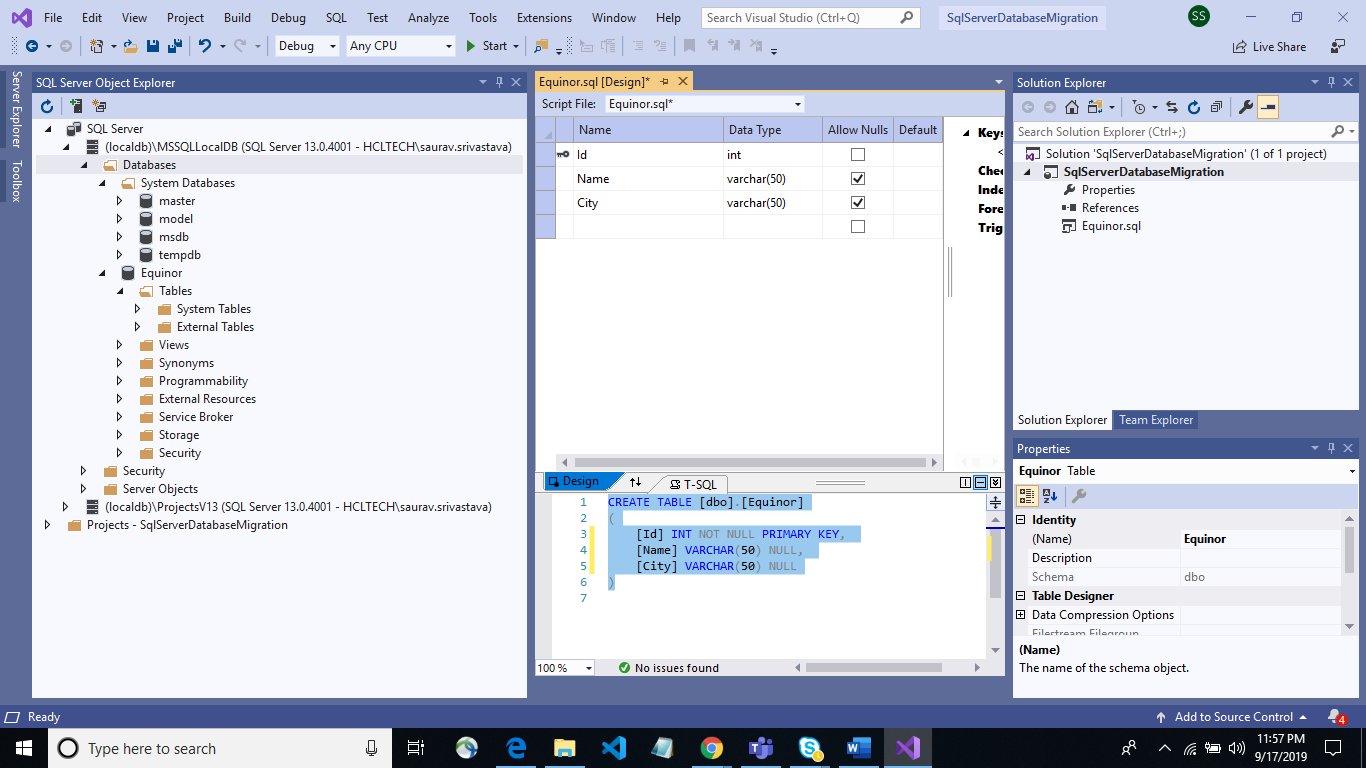 File Edit View Project Build Debug SQL Test Analyze Tools Extensions Window Help Search Visual Studio (Ctrl+Q) SqlServerDatabaseMigration SS
Debug Any CPU Start Live Share
Server Explorer
Toolbox
SQL Server Object Explorer
SQL Server
(localdb)\MSSQLLocalDB (SQL Server 13.0.4001 - HCLTECH\saurav.srivastava)
Databases
System Databases
master
model
msdb
tempdb
Equinor
Tables
System Tables
External Tables
Views
Synonyms
Programmability
External Resources
Service Broker
Storage
Security
Security
Server Objects
(localdb)\ProjectsV13 (SQL Server 13.0.4001 - HCLTECH\saurav.srivastava)
Projects - SqlServerDatabaseMigration
Equinor.sql [Design]*
Script File: Equinor.sql*
Name Data Type Allow Nulls Default
Id int
Name varchar(50)
City varchar(50)
Keys
<
Chec
Inde
Fore
Trig
Design T-SQL
1 CREATE TABLE [dbo].[Equinor]
2 (
3 [Id] INT NOT NULL PRIMARY KEY,
4 [Name] VARCHAR(50) NULL,
5 [City] VARCHAR(50) NULL
6 )
7
100 % No issues found
Solution Explorer
Search Solution Explorer (Ctrl+;)
Solution 'SqlServerDatabaseMigration' (1 of 1 project)
SqlServerDatabaseMigration
Properties
References
Equinor.sql
Solution Explorer Team Explorer
Properties
Equinor Table
Identity
(Name) Equinor
Description
Schema dbo
Table Designer
Data Compression Options
Filestream Filegroup
(Name)
The name of the schema object.
Ready Add to Source Control 4
Type here to search
11:57 PM
9/17/2019